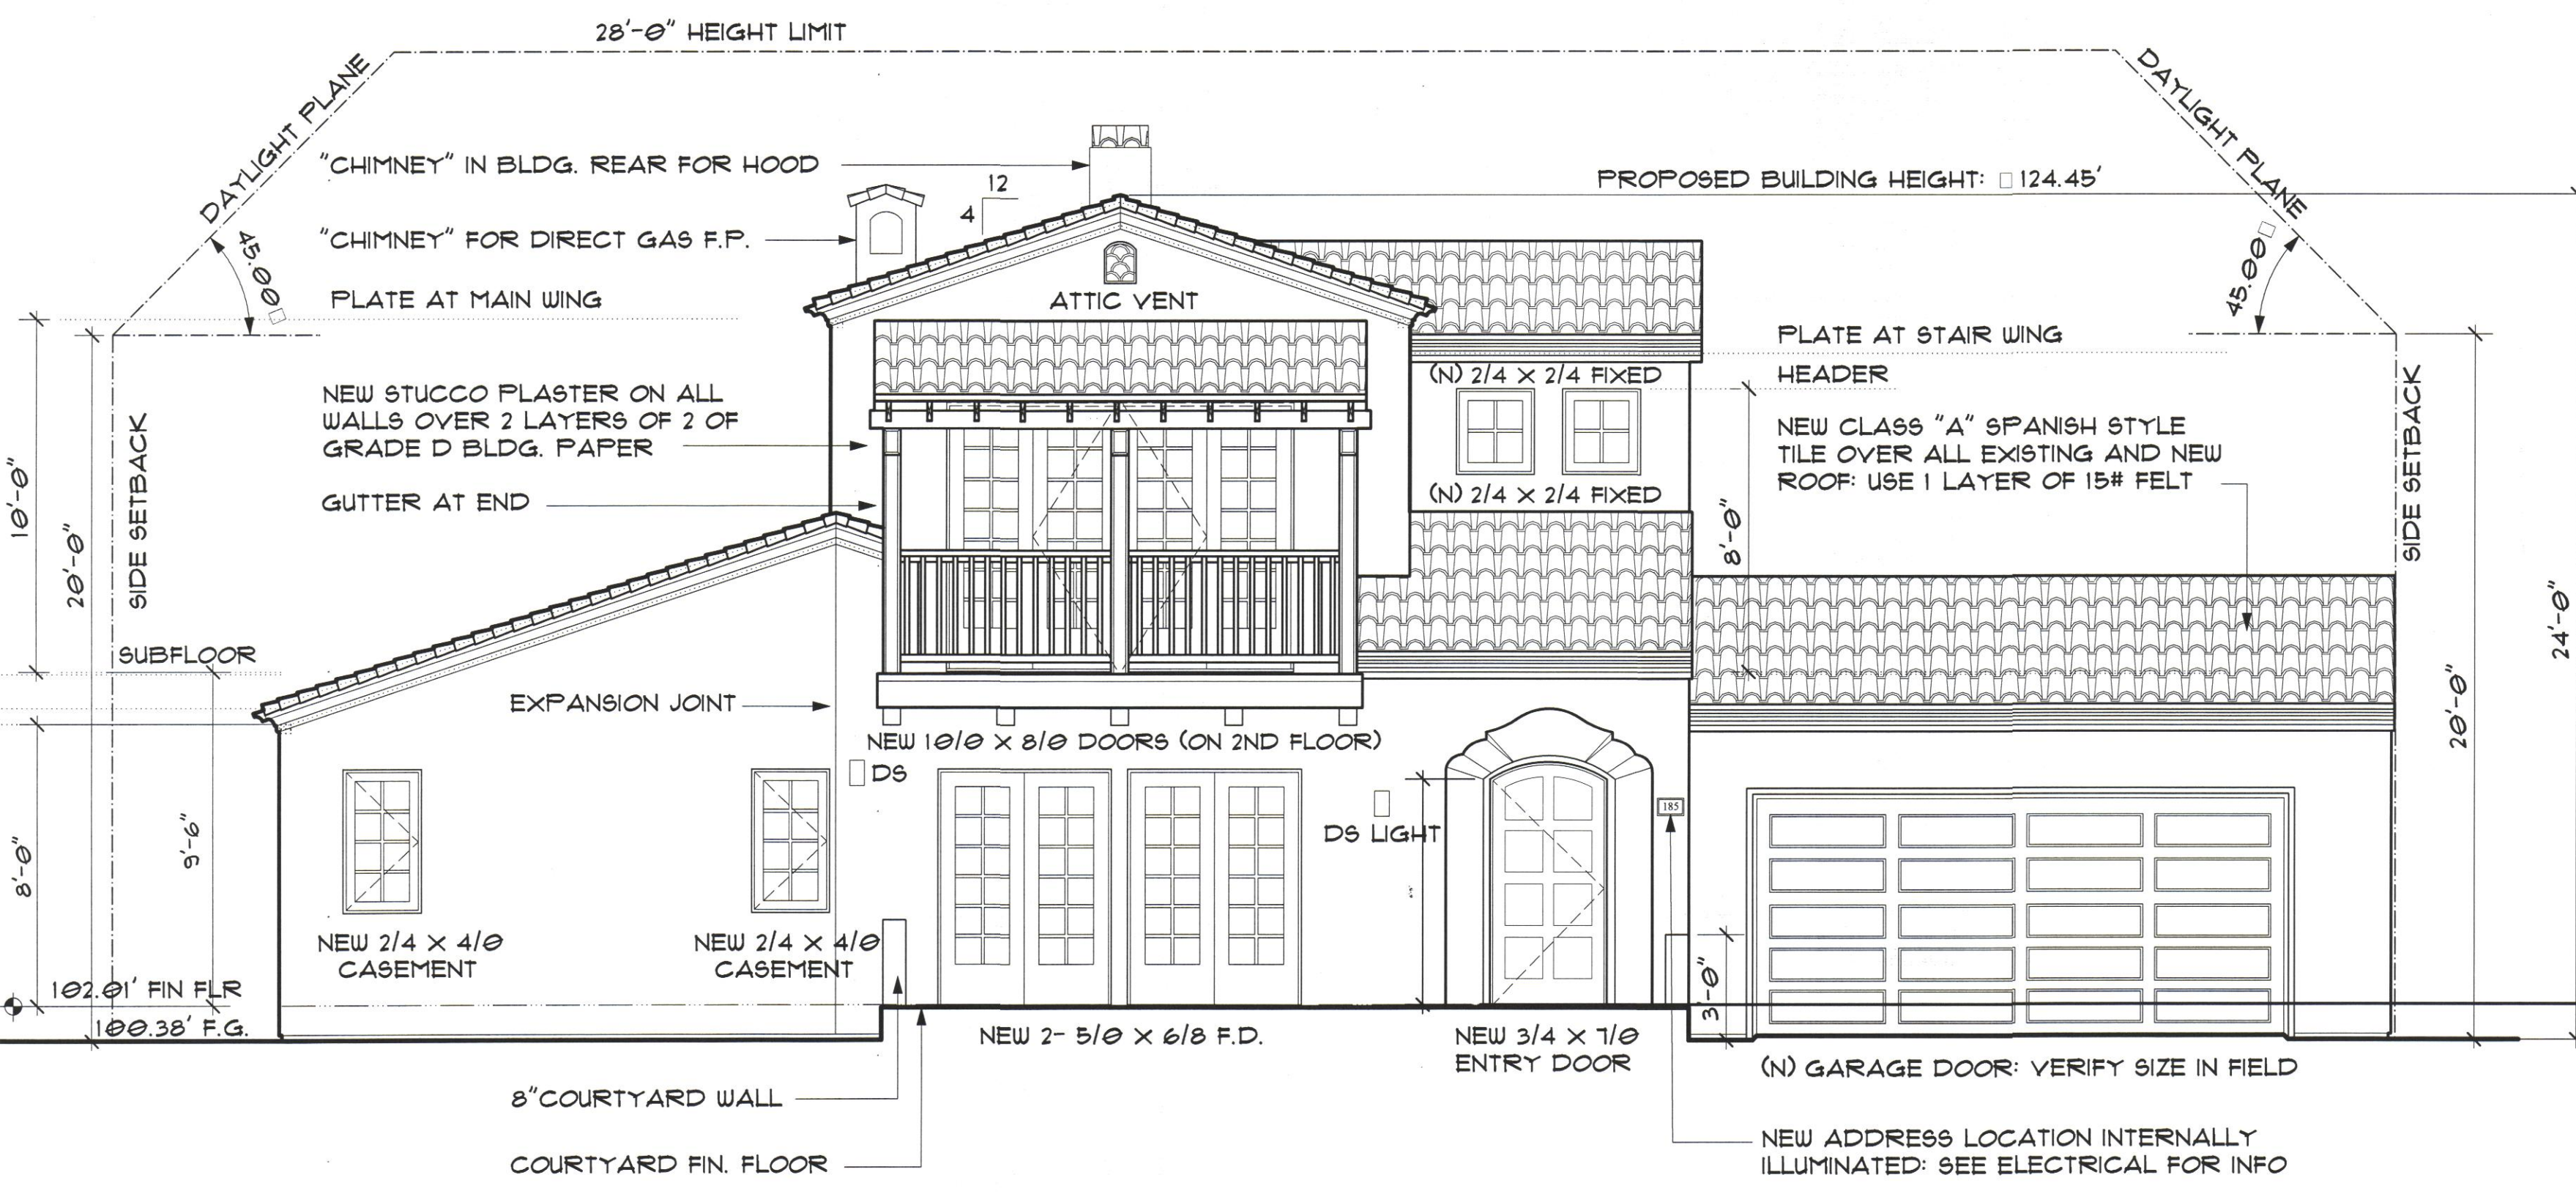 28'-0" HEIGHT LIMIT
DAYLIGHT PLANE
DAYLIGHT PLANE
"CHIMNEY" IN BLDG. REAR FOR HOOD
12
4
PROPOSED BUILDING HEIGHT: □ 124.45'
"CHIMNEY" FOR DIRECT GAS F.P.
45.00□
45.00□
PLATE AT MAIN WING
ATTIC VENT
PLATE AT STAIR WING
HEADER
(N) 2/4 X 2/4 FIXED
NEW STUCCO PLASTER ON ALL
WALLS OVER 2 LAYERS OF 2 OF
GRADE D BLDG. PAPER
NEW CLASS "A" SPANISH STYLE
TILE OVER ALL EXISTING AND NEW
ROOF: USE 1 LAYER OF 15# FELT
(N) 2/4 X 2/4 FIXED
GUTTER AT END
SIDE SETBACK
SIDE SETBACK
10'-0"
20'-0"
8'-0"
24'-0"
SUBFLOOR
EXPANSION JOINT
20'-0"
NEW 10/0 X 8/0 DOORS (ON 2ND FLOOR)
DS
185
DS LIGHT
8'-0"
9'-6"
NEW 2/4 X 4/0
CASEMENT
NEW 2/4 X 4/0
CASEMENT
3'-0"
102.01' FIN FLR
100.38' F.G.
NEW 2- 5/0 X 6/8 F.D.
NEW 3/4 X 7/0
ENTRY DOOR
(N) GARAGE DOOR: VERIFY SIZE IN FIELD
8"COURTYARD WALL
COURTYARD FIN. FLOOR
NEW ADDRESS LOCATION INTERNALLY
ILLUMINATED: SEE ELECTRICAL FOR INFO